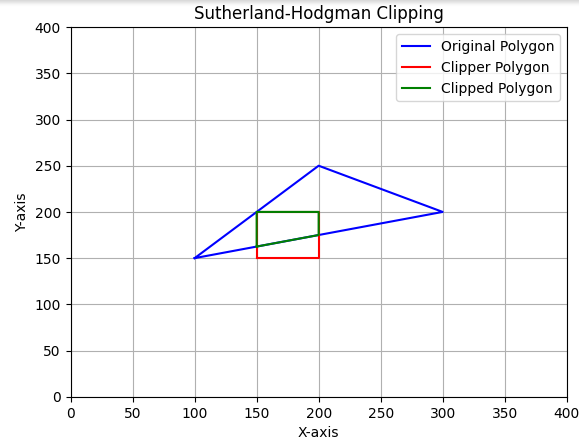 Sutherland-Hodgman Clipping
Original Polygon
Clipper Polygon
Clipped Polygon
Y-axis
400
350
300
250
200
150
100
50
0
0 50 100 150 200 250 300 350 400
X-axis